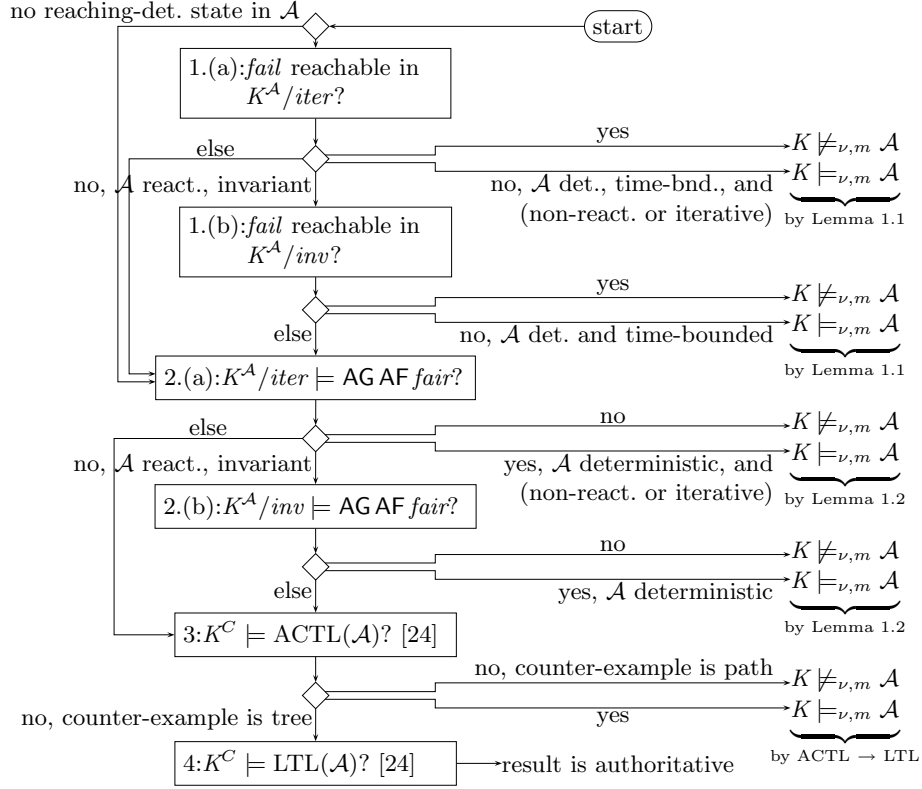 no reaching-det. state in 𝒜
start
1.(a):fail reachable in
K^𝒜/iter?
yes
K ⊭ν,m 𝒜
else
K ⊨ν,m 𝒜
no, 𝒜 react., invariant
no, 𝒜 det., time-bnd., and
(non-react. or iterative)
by Lemma 1.1
1.(b):fail reachable in
K^𝒜/inv?
yes
K ⊭ν,m 𝒜
K ⊨ν,m 𝒜
else
no, 𝒜 det. and time-bounded
by Lemma 1.1
2.(a):K^𝒜/iter ⊨ AG AF fair?
no
K ⊭ν,m 𝒜
else
K ⊨ν,m 𝒜
no, 𝒜 react., invariant
yes, 𝒜 deterministic, and
(non-react. or iterative)
by Lemma 1.2
2.(b):K^𝒜/inv ⊨ AG AF fair?
no
K ⊭ν,m 𝒜
K ⊨ν,m 𝒜
else
yes, 𝒜 deterministic
by Lemma 1.2
3:K^C ⊨ ACTL(𝒜)? [24]
no, counter-example is path
K ⊭ν,m 𝒜
K ⊨ν,m 𝒜
no, counter-example is tree
yes
by ACTL → LTL
4:K^C ⊨ LTL(𝒜)? [24]
result is authoritative